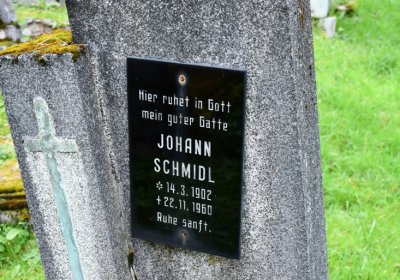 Hier ruhet in Gott
mein guter Gatte
JOHANN
SCHMIDL
* 14.3.1902
+ 22.11.1960
Ruhe sanft.